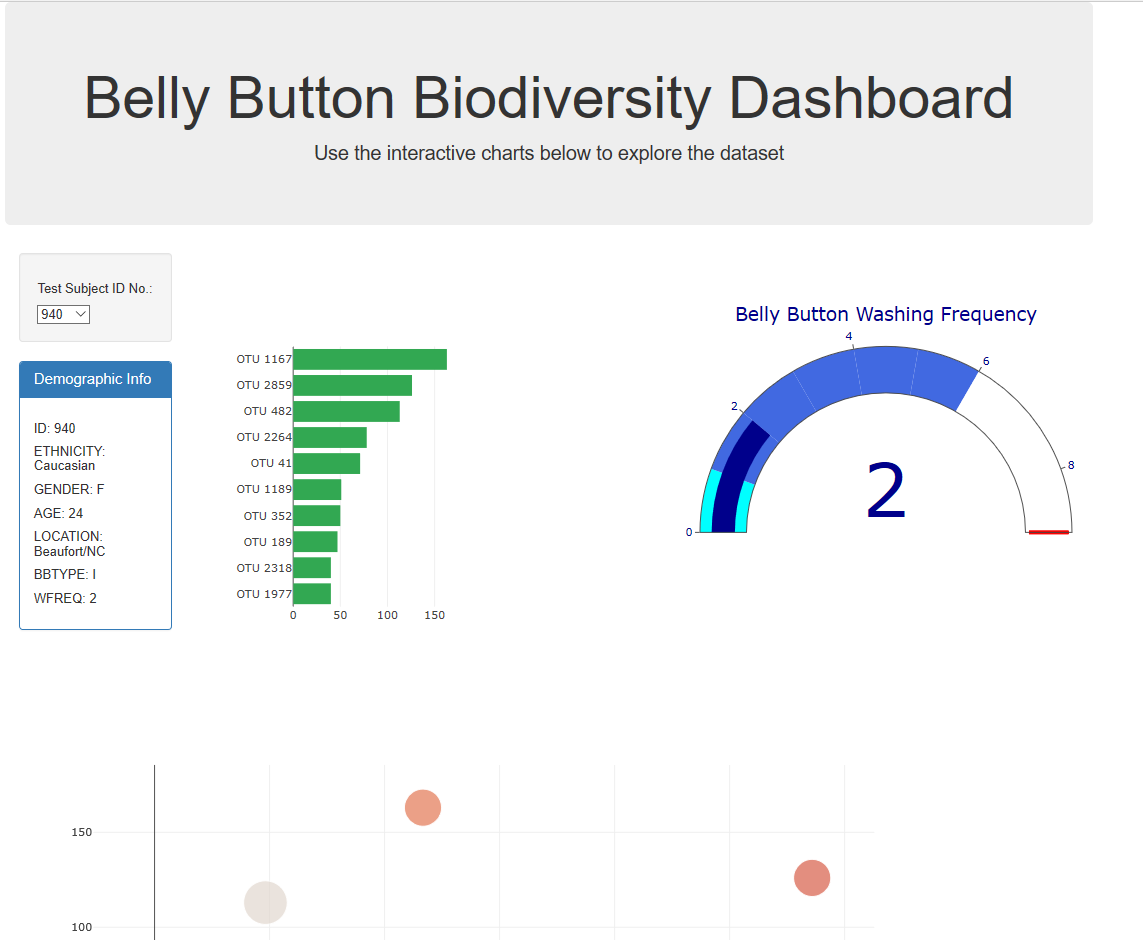 Belly Button Biodiversity Dashboard
Use the interactive charts below to explore the dataset
Test Subject ID No.:
940
Demographic Info
ID: 940
ETHNICITY:
Caucasian
GENDER: F
AGE: 24
LOCATION:
Beaufort/NC
BBTYPE: I
WFREQ: 2
OTU 1167
OTU 2859
OTU 482
OTU 2264
OTU 41
OTU 1189
OTU 352
OTU 189
OTU 2318
OTU 1977
0 50 100 150
Belly Button Washing Frequency
0
2
4
6
8
2
150
100